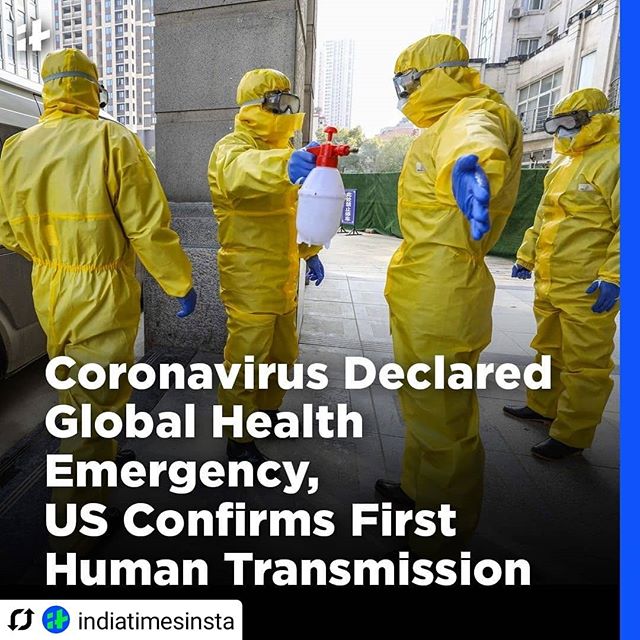 Coronavirus Declared
Global Health
Emergency,
US Confirms First
Human Transmission
indiatimesinsta